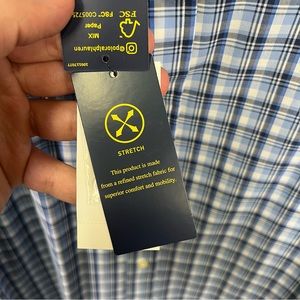 FSC
MIX
Paper
@poloralphlauren
STRETCH
This product is made
from a refined stretch fabric for
superior comfort and mobility.